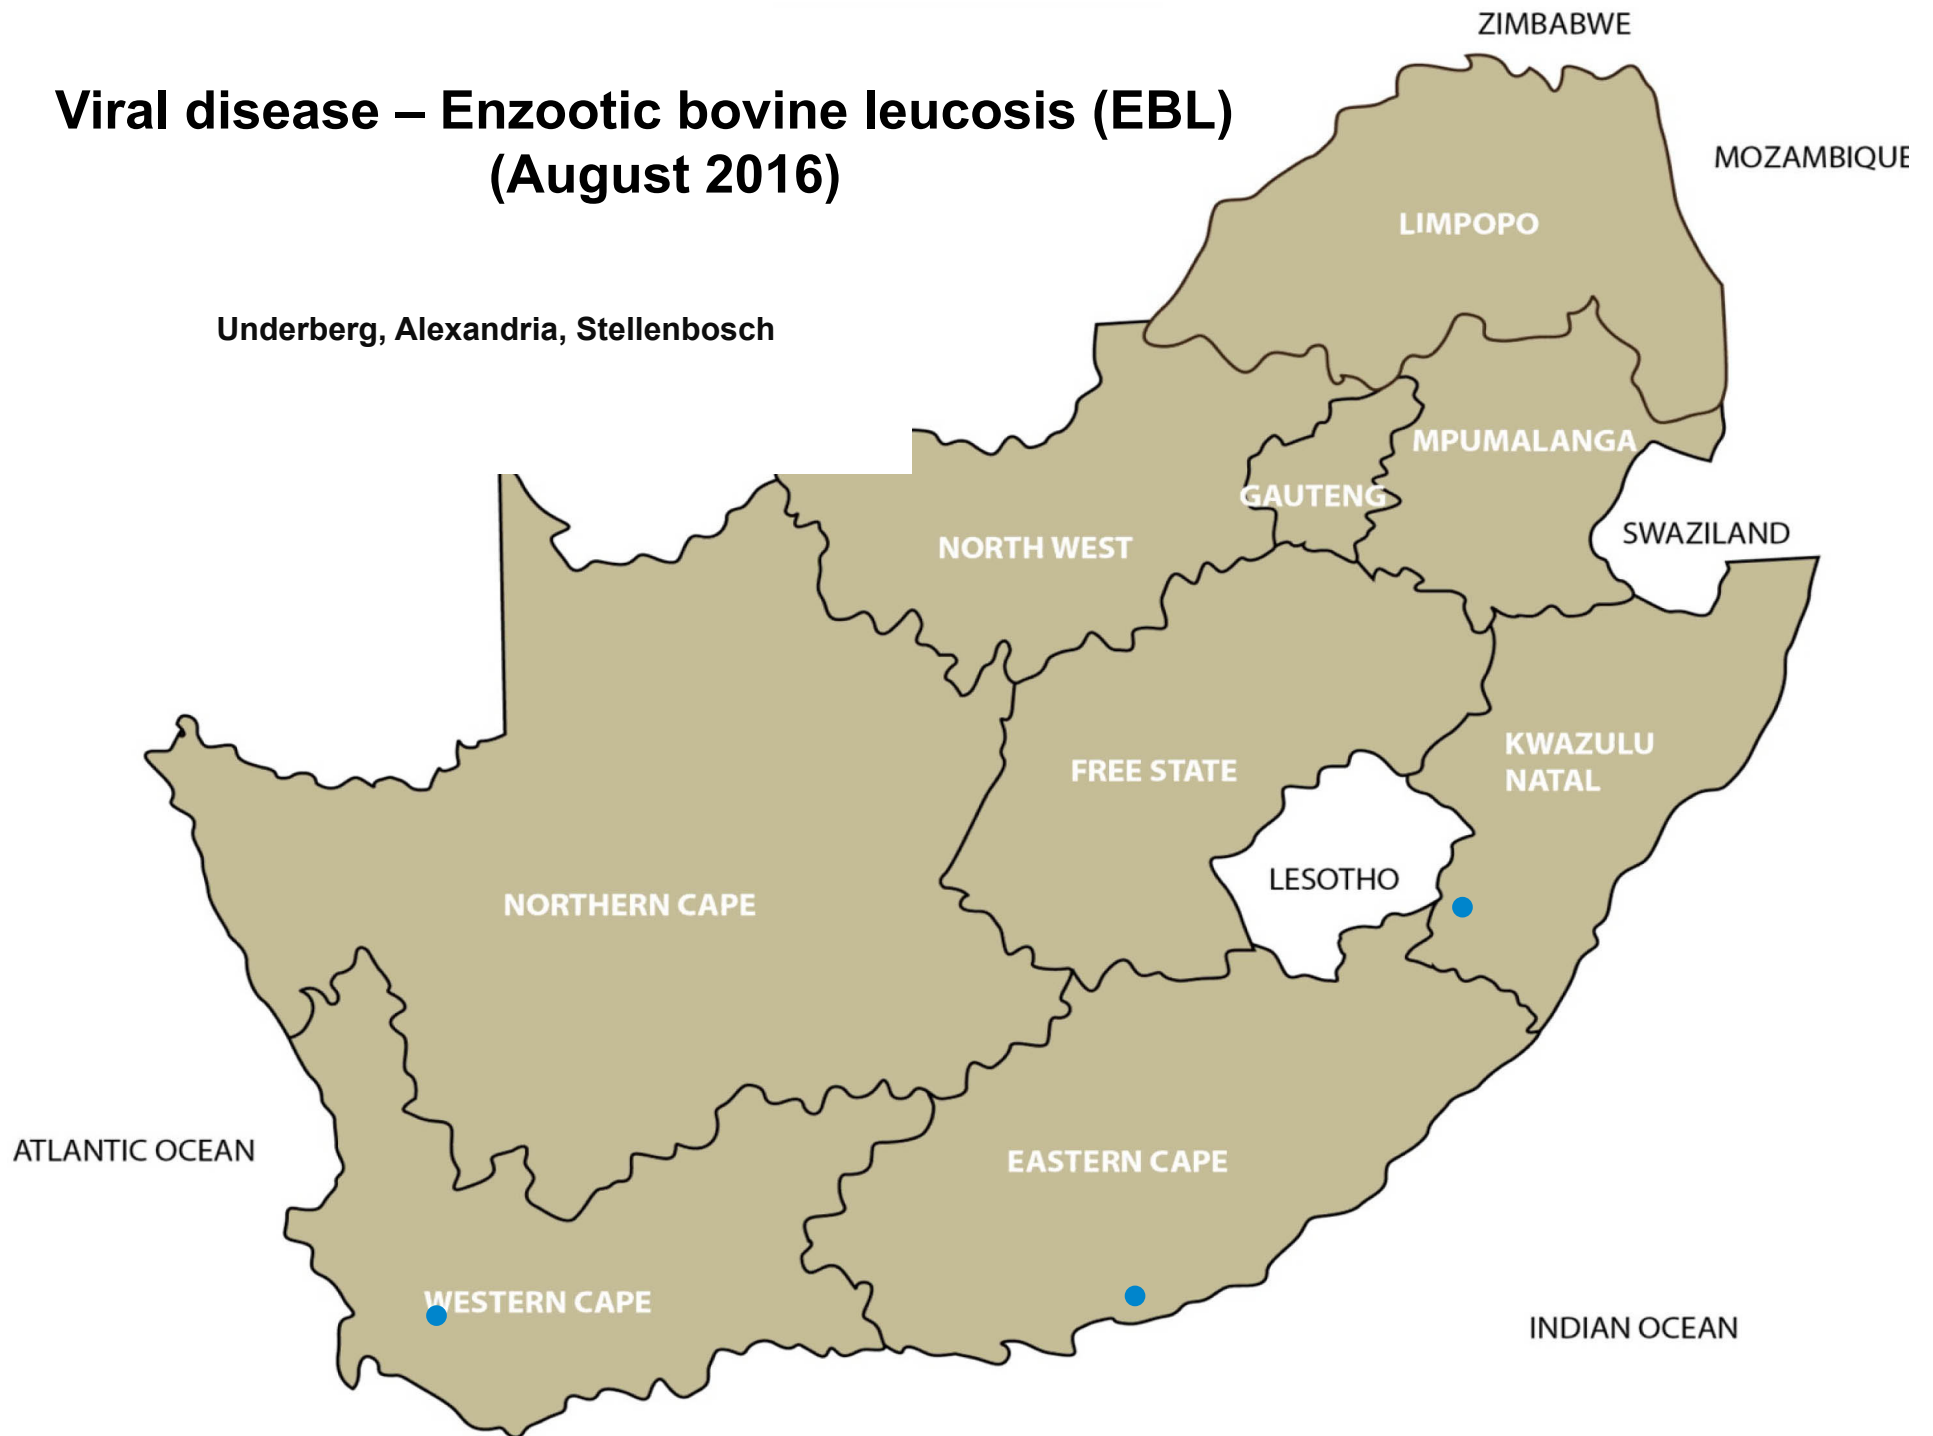 ZIMBABWE
Viral disease – Enzootic bovine leucosis (EBL)
(August 2016)
MOZAMBIQUE
LIMPOPO
Underberg, Alexandria, Stellenbosch
MPUMALANGA
GAUTENG
SWAZILAND
NORTH WEST
KWAZULU
NATAL
FREE STATE
LESOTHO
NORTHERN CAPE
ATLANTIC OCEAN
EASTERN CAPE
WESTERN CAPE
INDIAN OCEAN